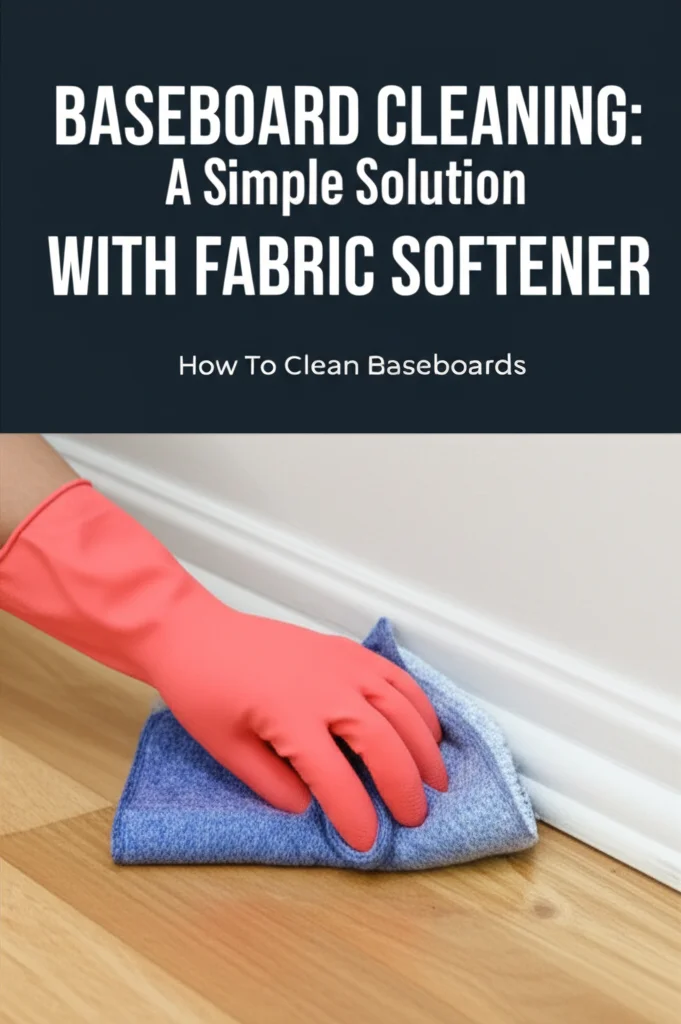 BASEBOARD CLEANING:
A Simple Solution
WITH FABRIC SOFTENER
How To Clean Baseboards